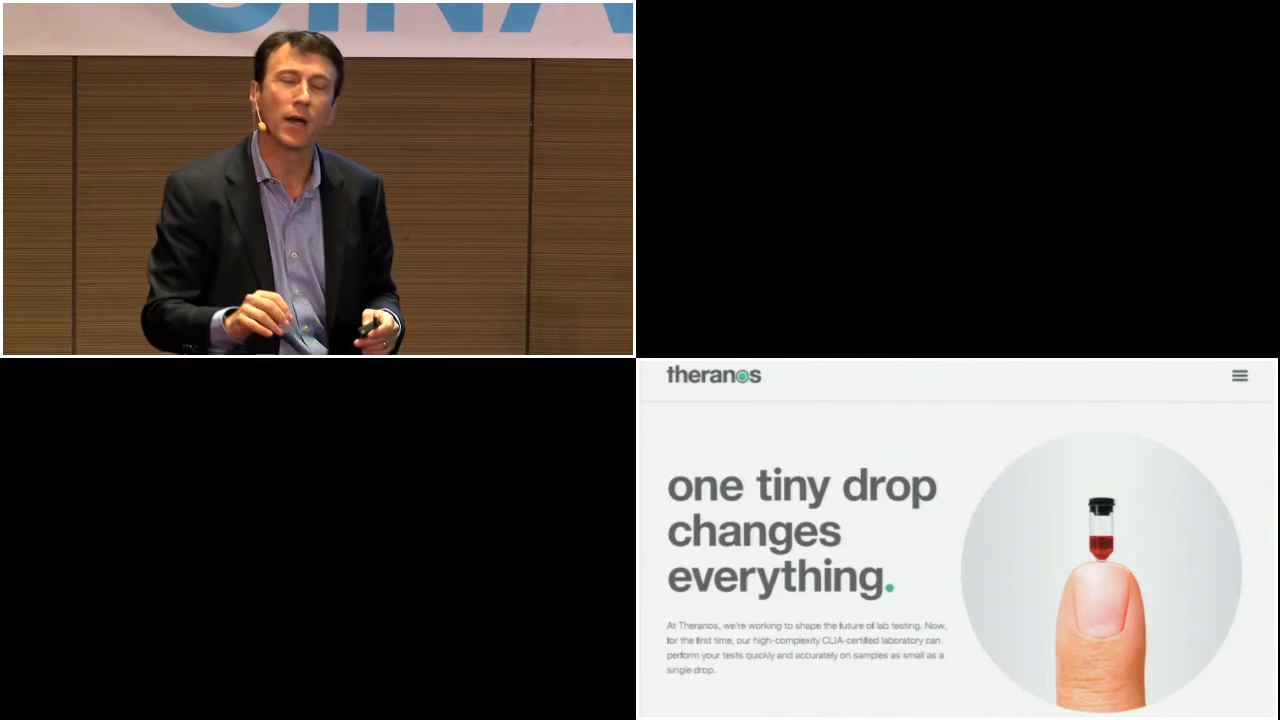 theranos
one tiny drop
changes
everything.
At Theranos, we're working to shape the future of lab testing. Now,
for the first time, our high-complexity CLIA-certified laboratory can
perform your tests quickly and accurately on samples as small as a
single drop.